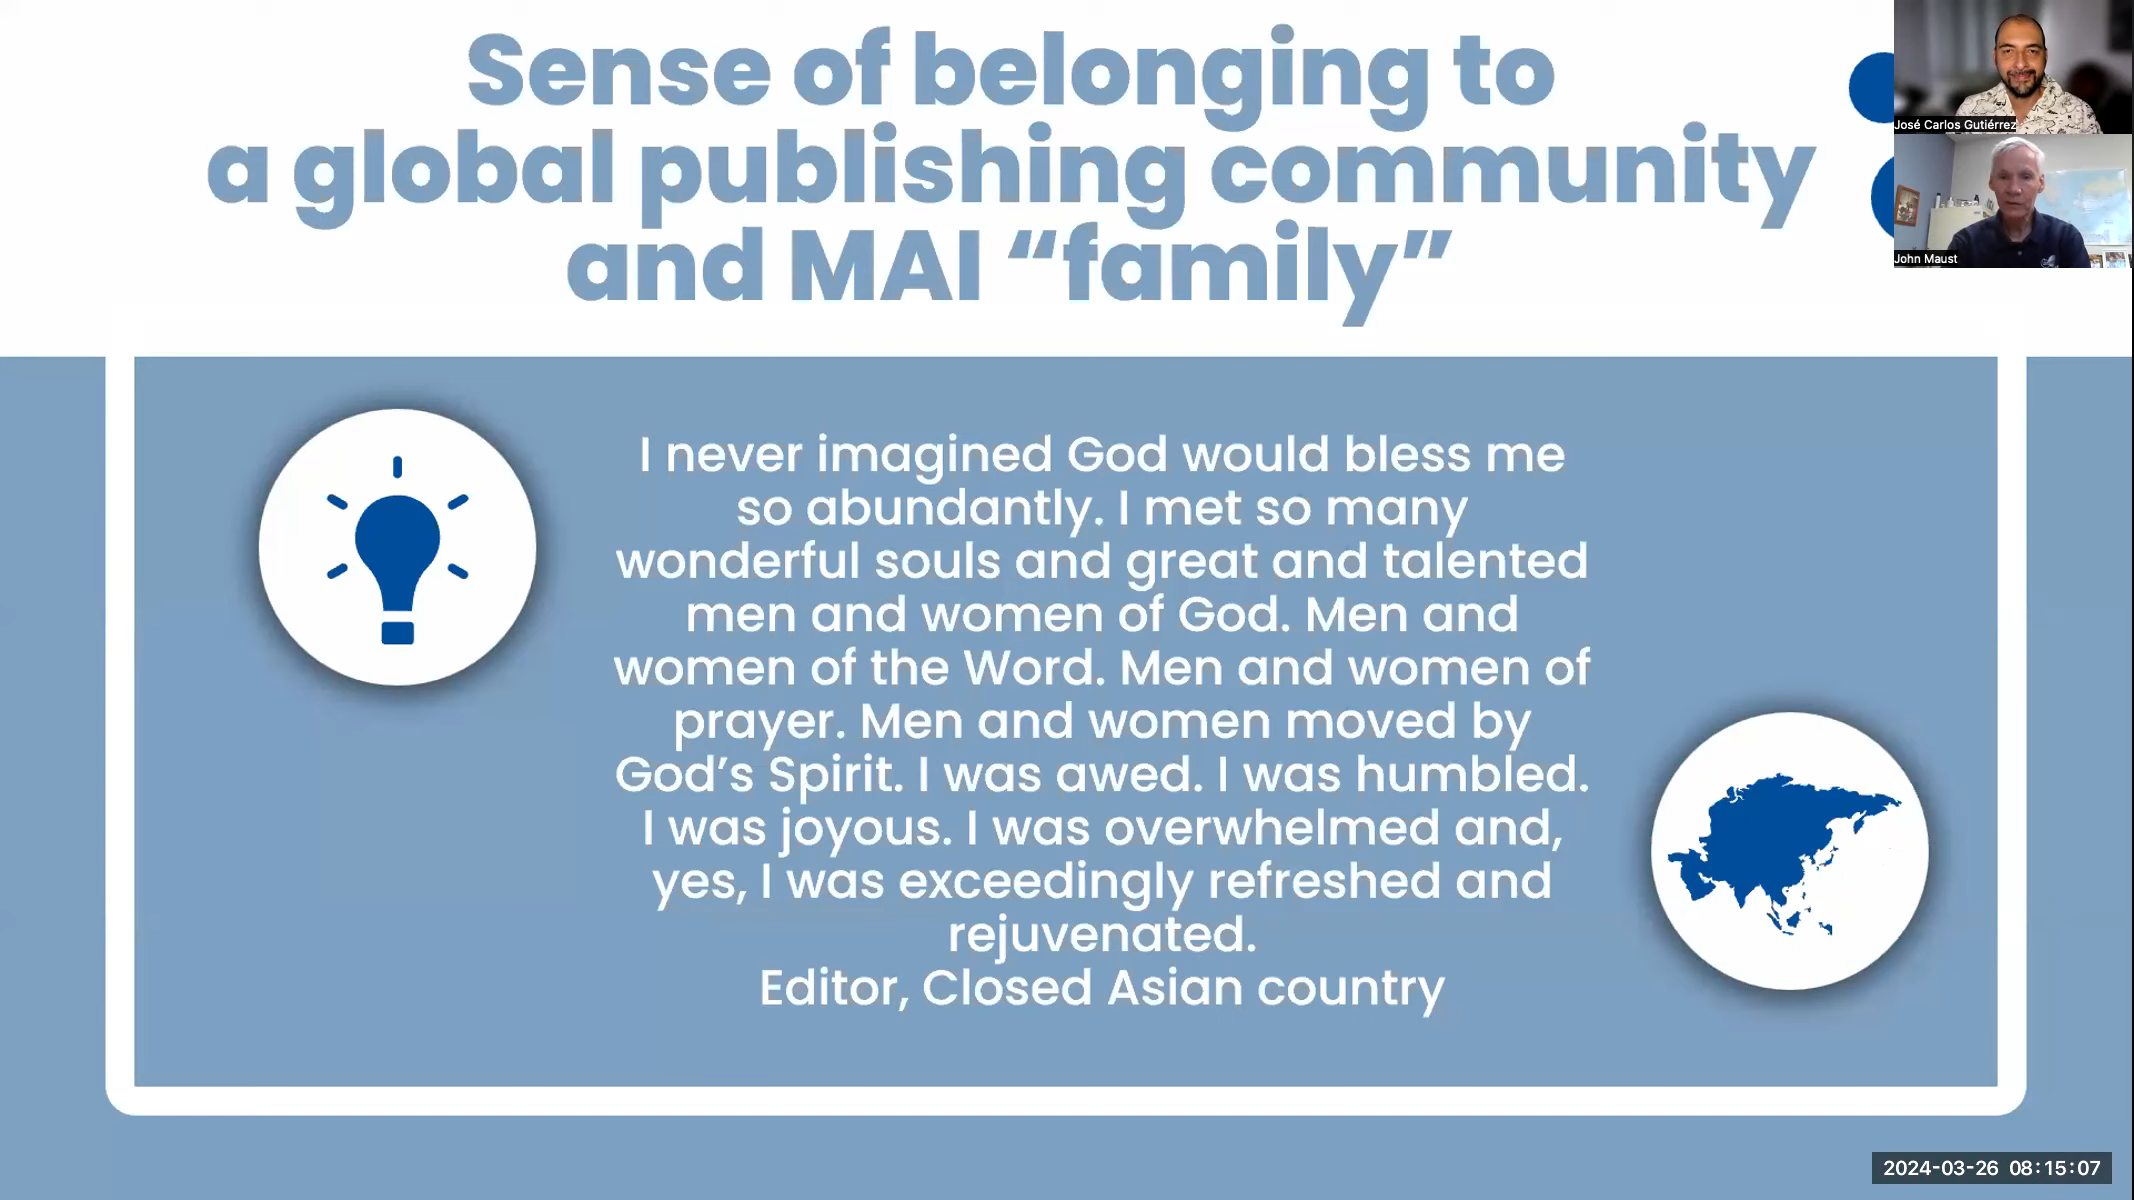 Sense of belonging to
a global publishing community
and MAI “family”
José Carlos Gutiérrez
John Maust
I never imagined God would bless me
so abundantly. I met so many
wonderful souls and great and talented
men and women of God. Men and
women of the Word. Men and women of
prayer. Men and women moved by
God’s Spirit. I was awed. I was humbled.
I was joyous. I was overwhelmed and,
yes, I was exceedingly refreshed and
rejuvenated.
Editor, Closed Asian country
2024-03-26 08:15:07